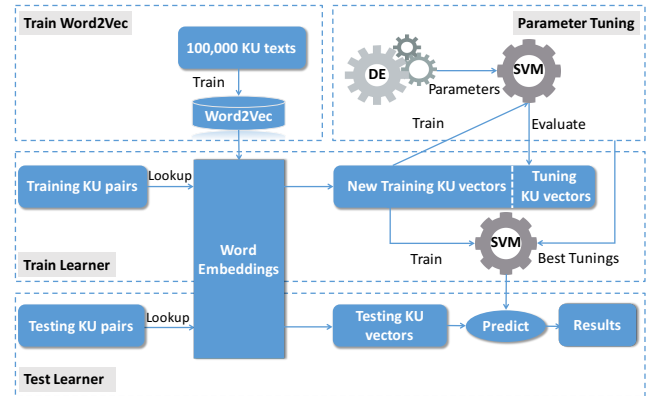 Train Word2Vec
Parameter Tuning
100,000 KU texts
DE
SVM
Train
Parameters
Word2Vec
Train
Evaluate
Training KU pairs
Lookup
New Training KU vectors
Tuning
KU vectors
Word
Embeddings
SVM
Train Learner
Train
Best Tunings
Testing KU pairs
Lookup
Testing KU
vectors
Predict
Results
Test Learner